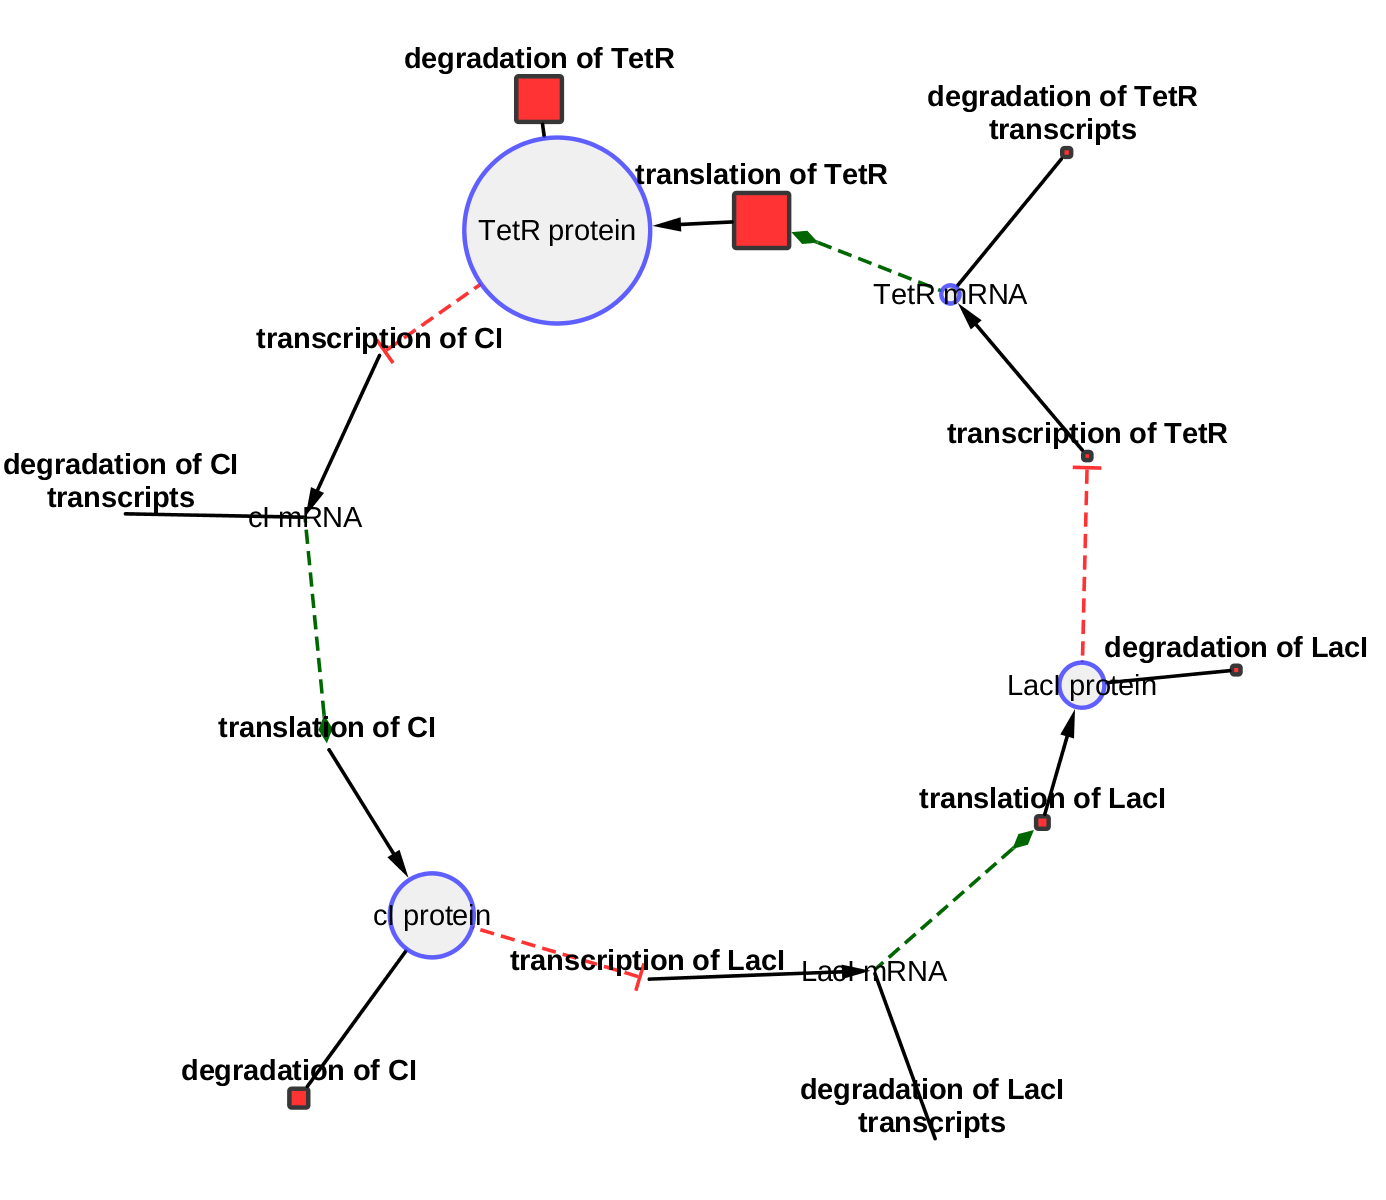 degradation of TetR
degradation of TetR
transcripts
translation of TetR
TetR protein
TetR mRNA
transcription of CI
transcription of TetR
degradation of CI
transcripts
cI mRNA
degradation of LacI
LacI protein
translation of CI
translation of LacI
cI protein
transcription of LacI
LacI mRNA
degradation of CI
degradation of LacI
transcripts